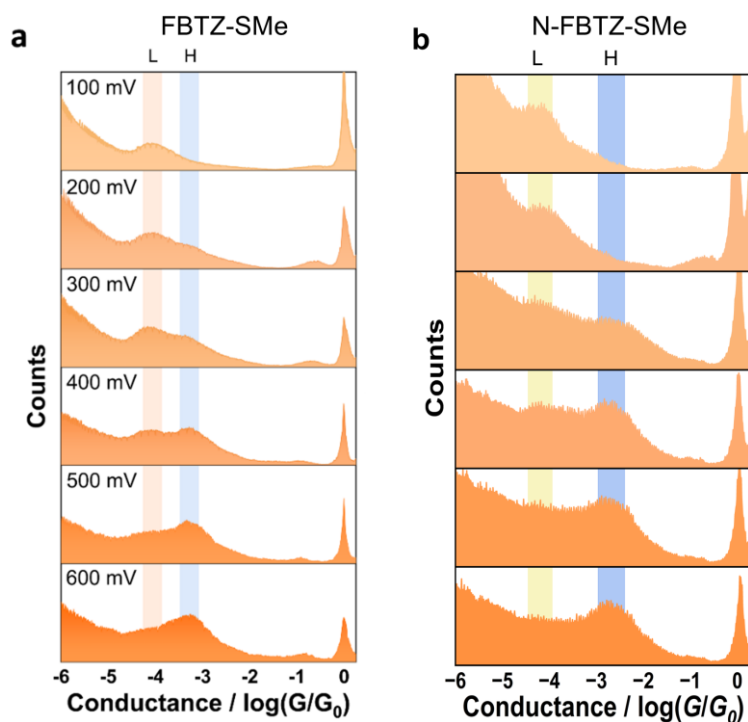 a
FBTZ-SMe
L H
100 mV
200 mV
300 mV
400 mV
500 mV
600 mV
Counts
-6 -5 -4 -3 -2 -1 0
Conductance / log(G/G₀)
b
N-FBTZ-SMe
L H
Counts
−6 −5 −4 −3 −2 −1 0
Conductance / log(G/G₀)